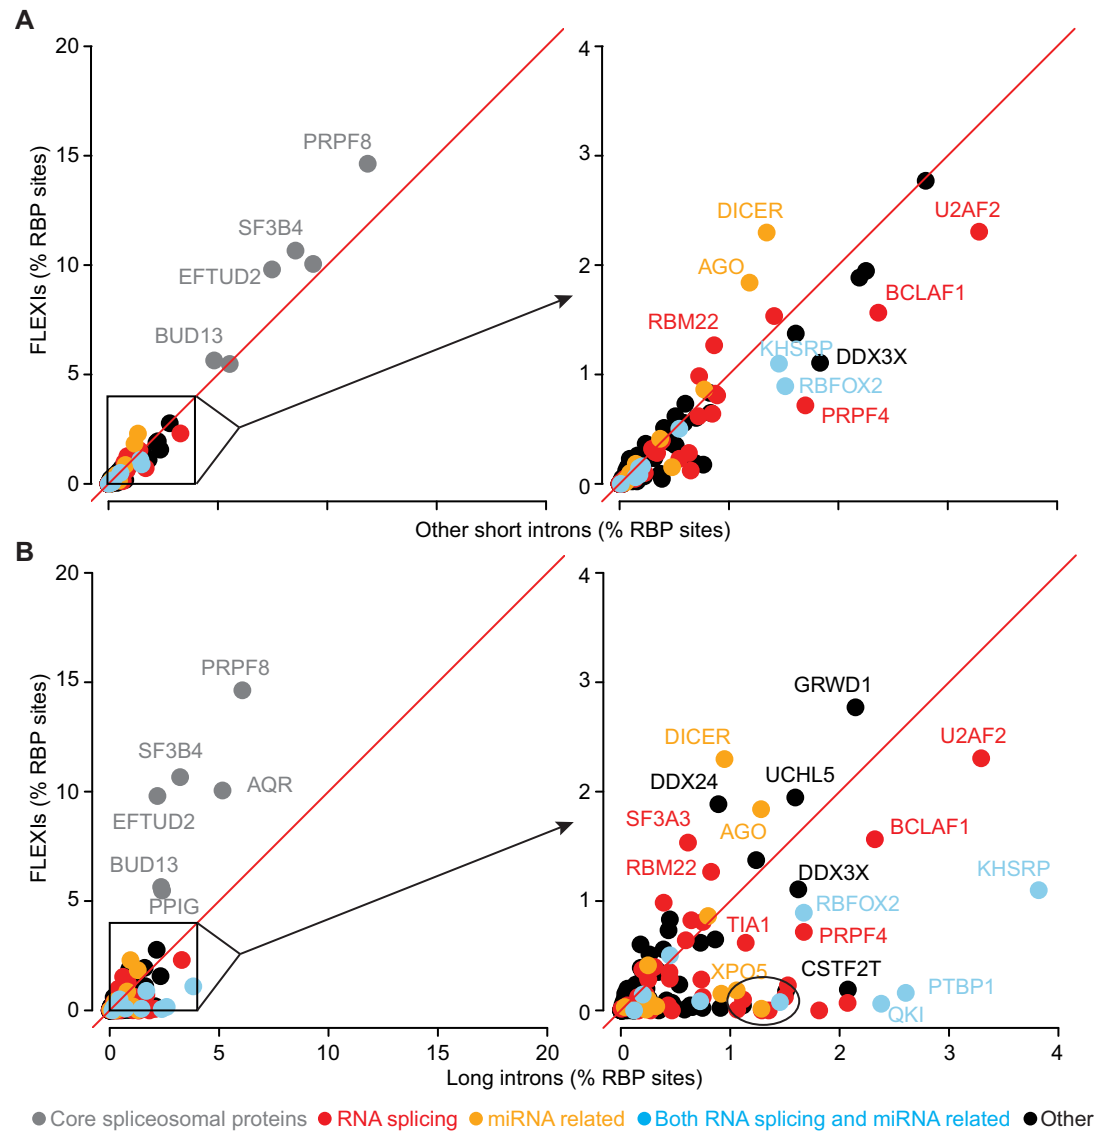 A
20
15
10
5
0
FLEXIs (% RBP sites)
PRPF8
SF3B4
EFTUD2
BUD13
4
3
2
1
0
DICER
U2AF2
AGO
BCLAF1
RBM22
KHSRP
DDX3X
RBFOX2
PRPF4
Other short introns (% RBP sites)
B
20
15
10
5
0
FLEXIs (% RBP sites)
PRPF8
SF3B4
AQR
EFTUD2
BUD13
PPIG
0
5
10
15
20
4
3
2
1
0
GRWD1
DICER
U2AF2
DDX24
UCHL5
SF3A3
AGO
BCLAF1
RBM22
DDX3X
KHSRP
RBFOX2
TIA1
PRPF4
XPO5
CSTF2T
PTBP1
QKI
0
1
2
3
4
Long introns (% RBP sites)
Core spliceosomal proteins RNA splicing miRNA related Both RNA splicing and miRNA related Other